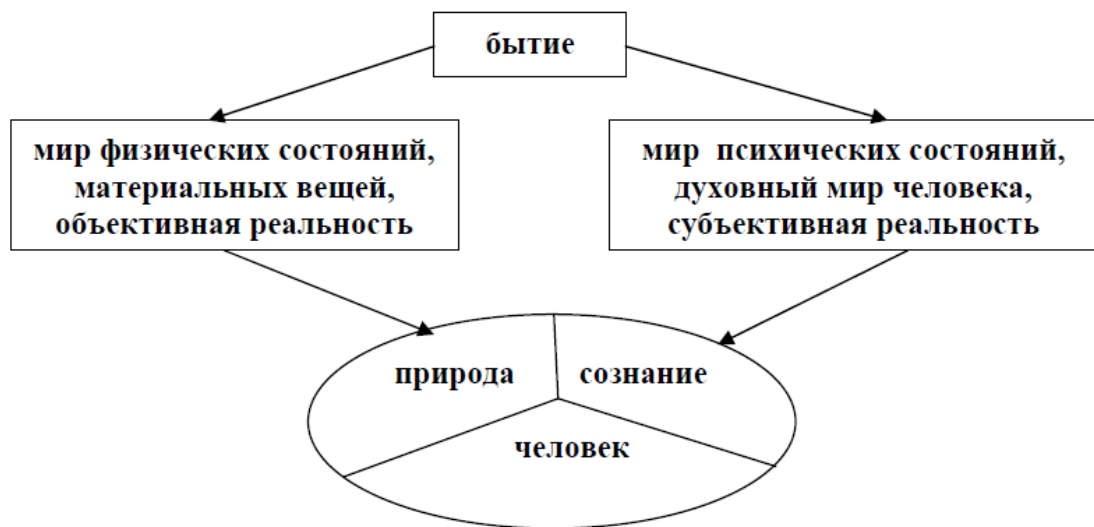 бытие
мир физических состояний,
материальных вещей,
объективная реальность
мир психических состояний,
духовный мир человека,
субъективная реальность
природа
сознание
человек